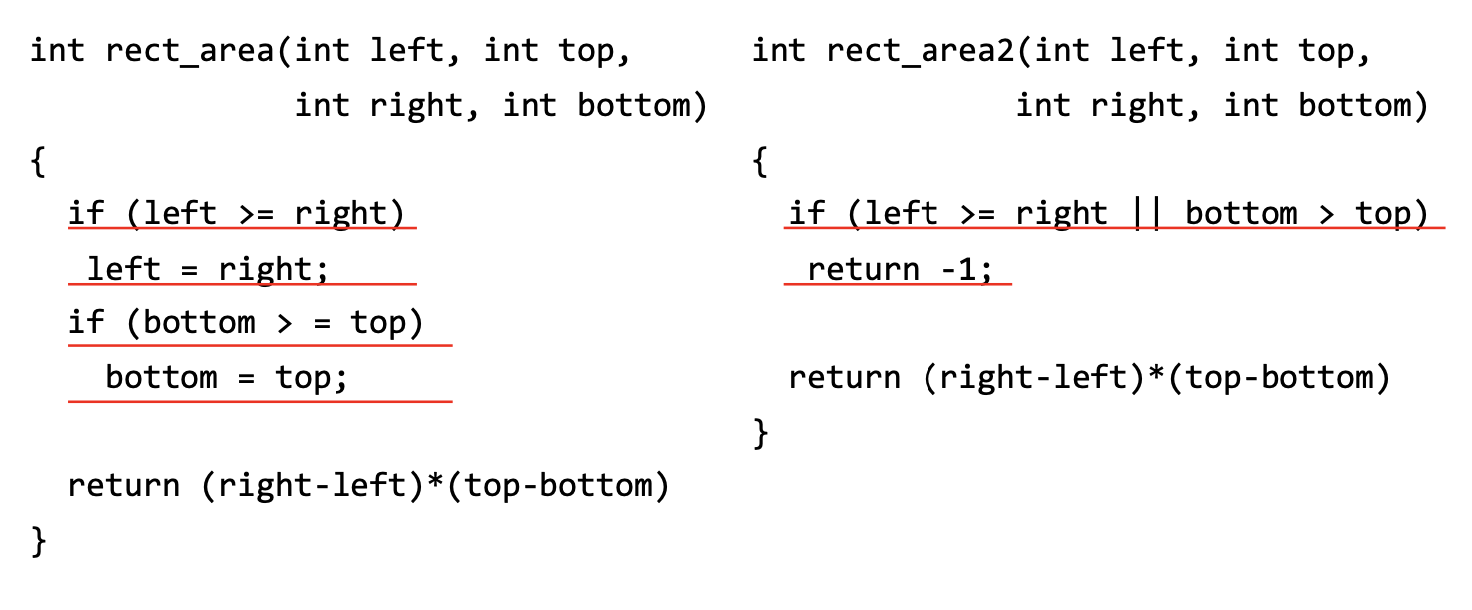 int rect_area(int left, int top,
int right, int bottom)
{
if (left >= right)
left = right;
if (bottom > = top)
bottom = top;
return (right-left)*(top-bottom)
}
int rect_area2(int left, int top,
int right, int bottom)
{
if (left >= right || bottom > top)
return -1;
return (right-left)*(top-bottom)
}